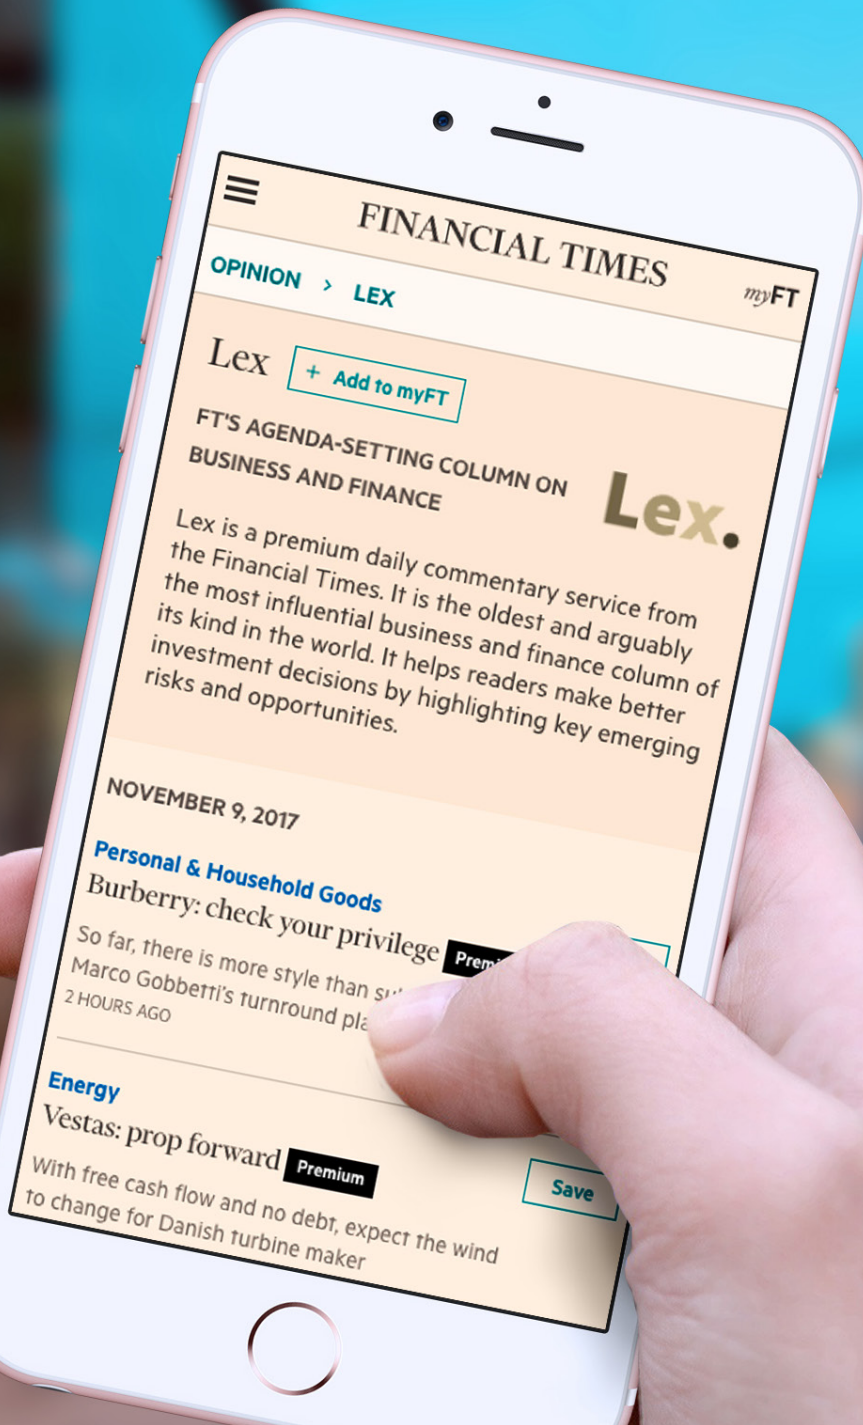 FINANCIAL TIMES
myFT
OPINION > LEX
Lex
+ Add to myFT
FT'S AGENDA-SETTING COLUMN ON
BUSINESS AND FINANCE
Lex.
Lex is a premium daily commentary service from
the Financial Times. It is the oldest and arguably
the most influential business and finance column of
its kind in the world. It helps readers make better
investment decisions by highlighting key emerging
risks and opportunities.
NOVEMBER 9, 2017
Personal & Household Goods
Burberry: check your privilege
So far, there is more style than
Marco Gobbetti's turnround
2 HOURS AGO
Energy
Vestas: prop forward Premium
Save
With free cash flow and no debt, expect the wind
to change for Danish turbine maker